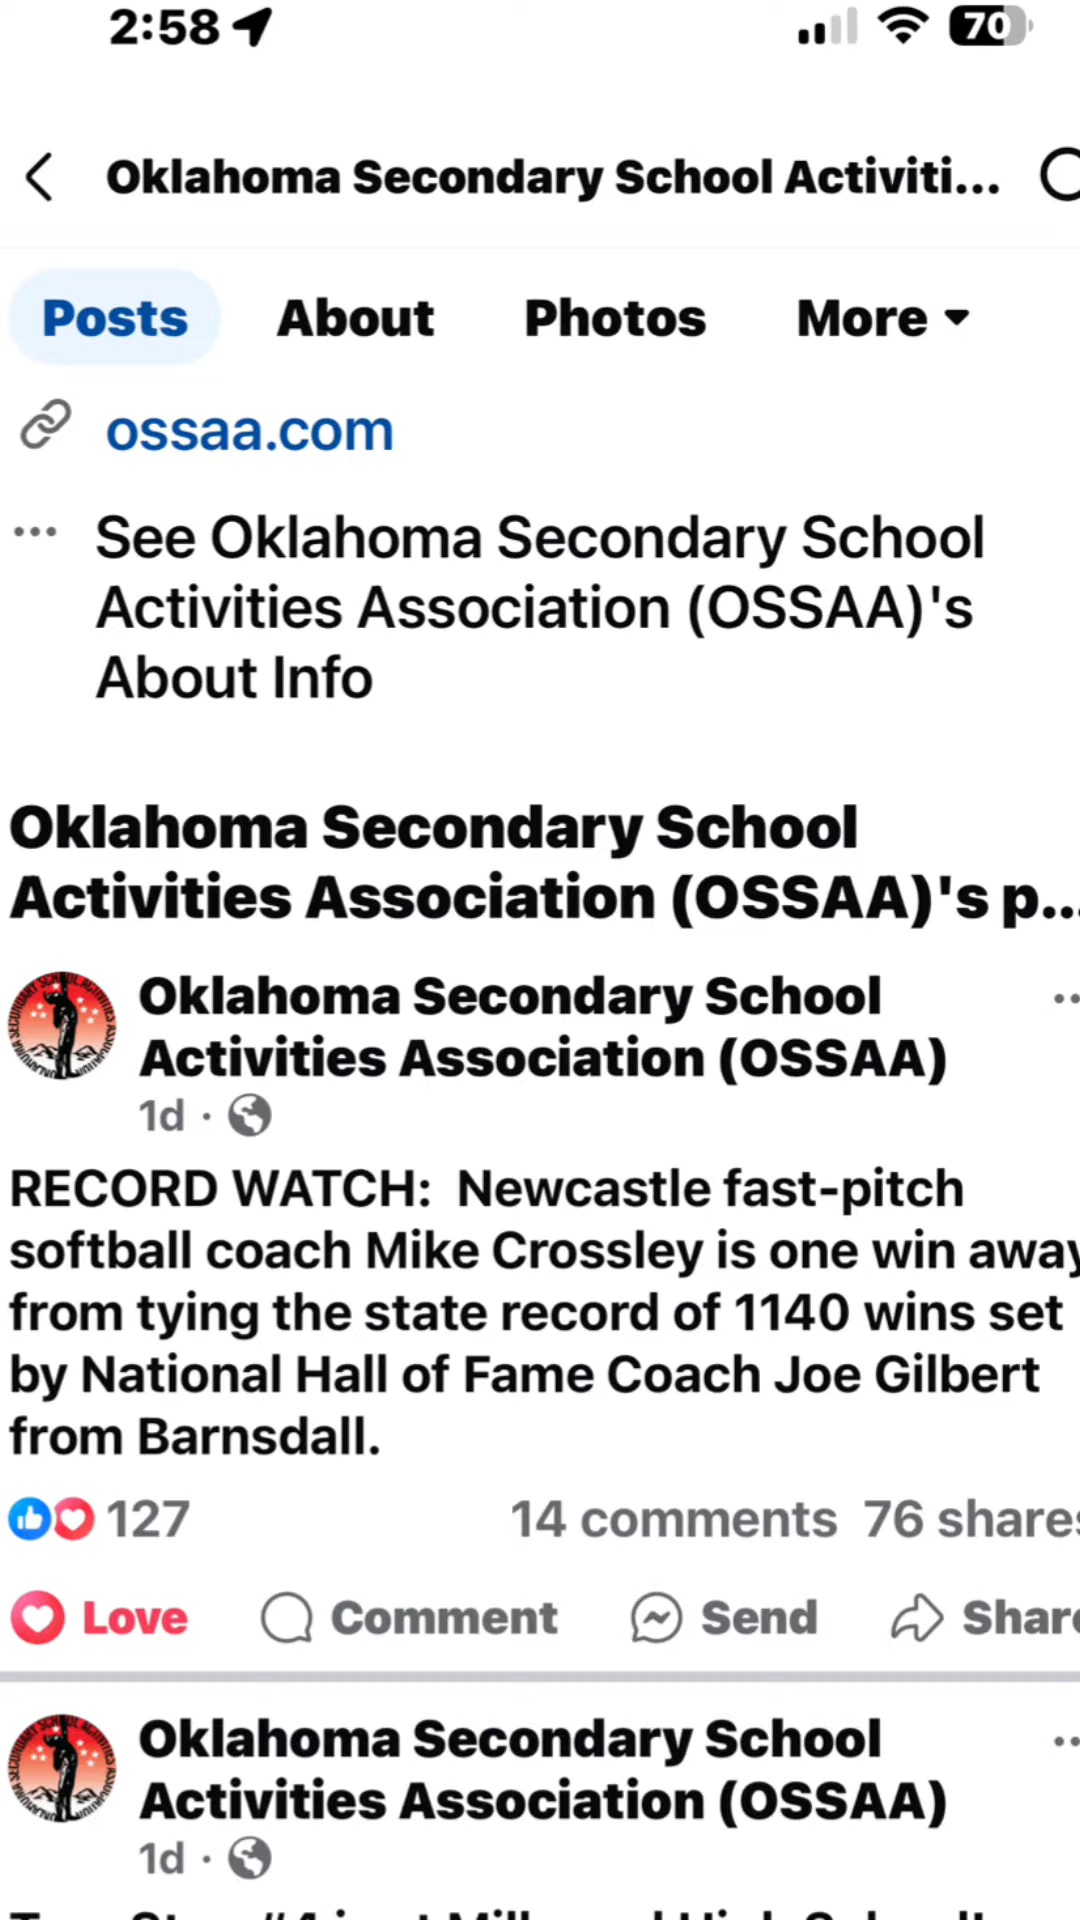 2:58
70
Oklahoma Secondary School Activiti...
Posts About Photos More
ossaa.com
See Oklahoma Secondary School
Activities Association (OSSAA)'s
About Info
Oklahoma Secondary School
Activities Association (OSSAA)'s p...
Oklahoma Secondary School
Activities Association (OSSAA)
1d ·
RECORD WATCH: Newcastle fast-pitch
softball coach Mike Crossley is one win away
from tying the state record of 1140 wins set
by National Hall of Fame Coach Joe Gilbert
from Barnsdall.
127 14 comments 76 shares
Love Comment Send Share
Oklahoma Secondary School
Activities Association (OSSAA)
1d ·